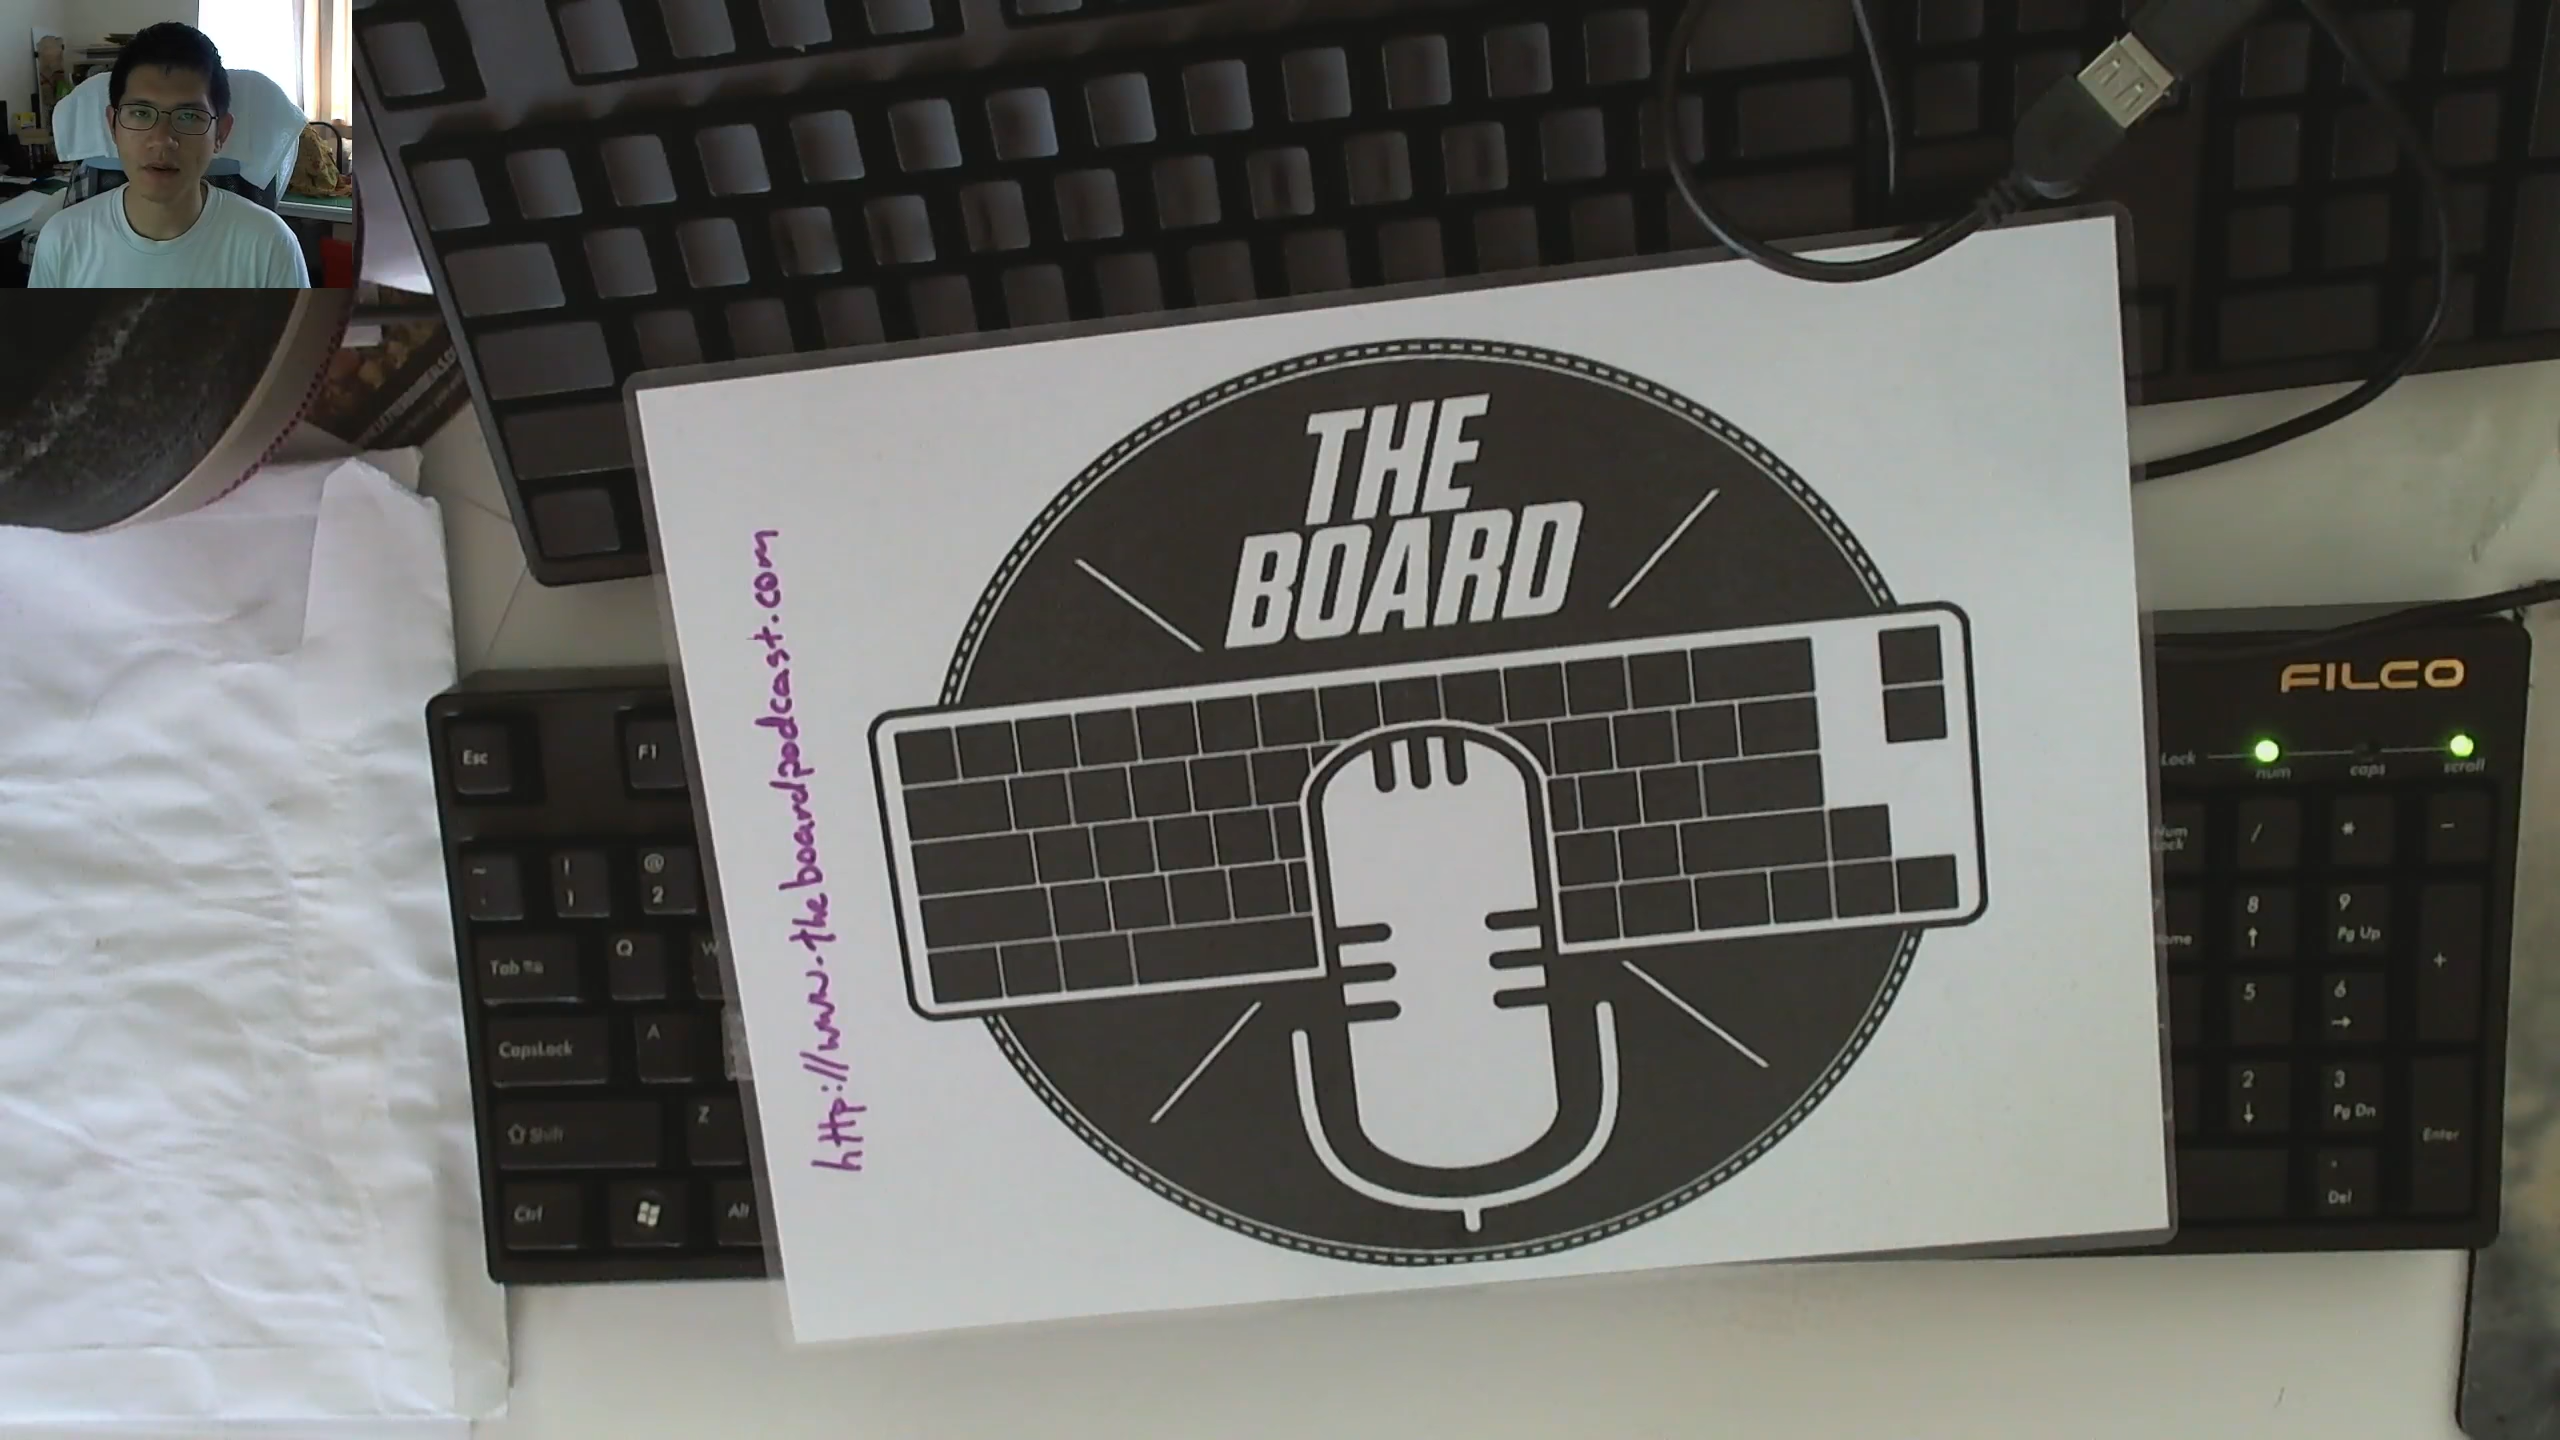 THE
BOARD
http://www.theboardpodcast.com
FILCO
Lock num caps scroll
Esc F1
~ ! @
2
Num Lock / * -
8 9
Pg Up +
Tab Q W
CapsLock A
5 6
Shift Z
2 3
Pg Dn
Enter
Ctrl Alt
. Del